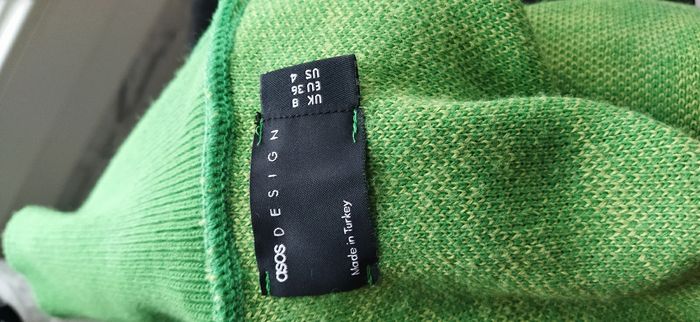 asos DESIGN
Made in Turkey
UK 8
EU 36
US 4